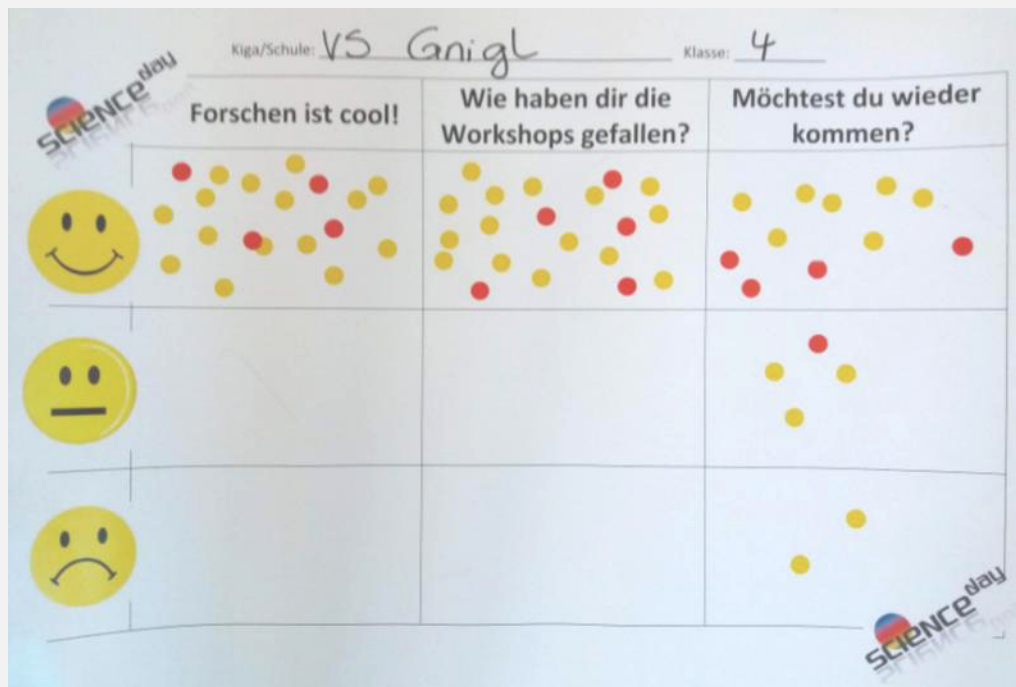 Kiga/Schule: VS Gnigl Klasse: 4
SCIENCE day
Forschen ist cool!
Wie haben dir die
Workshops gefallen?
Möchtest du wieder
kommen?
SCIENCE day